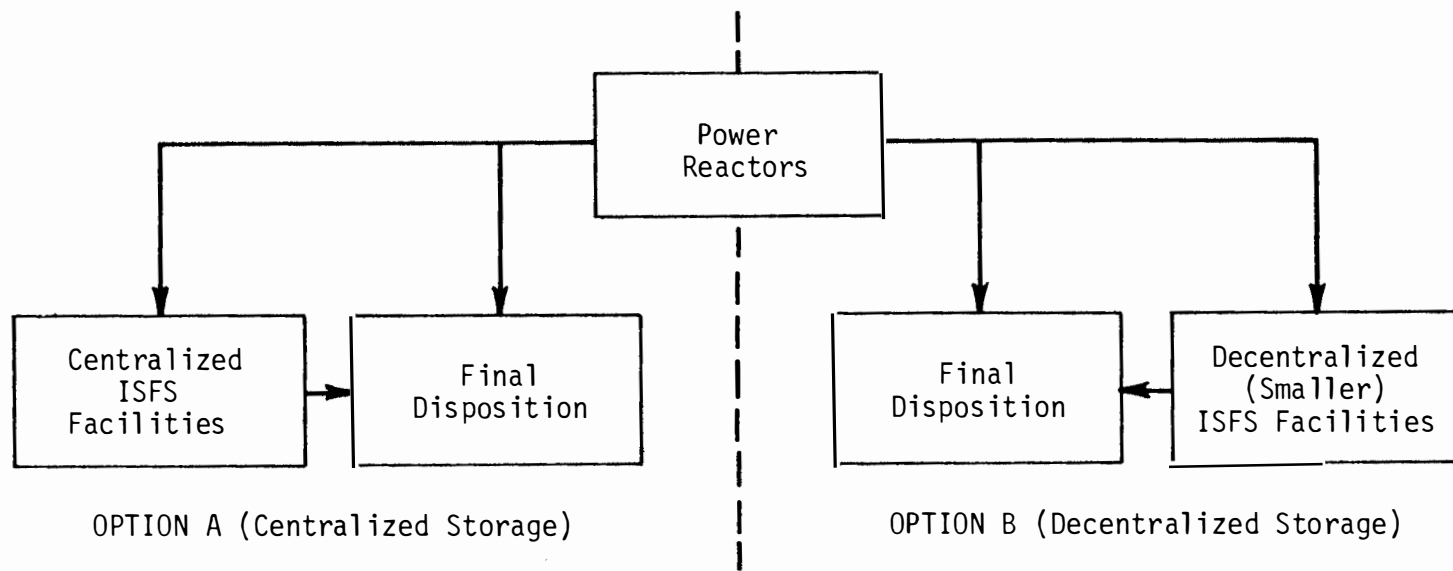 Power
Reactors
Centralized
ISFS
Facilities
Final
Disposition
Final
Disposition
Decentralized
(Smaller)
ISFS Facilities
OPTION A (Centralized Storage)
OPTION B (Decentralized Storage)